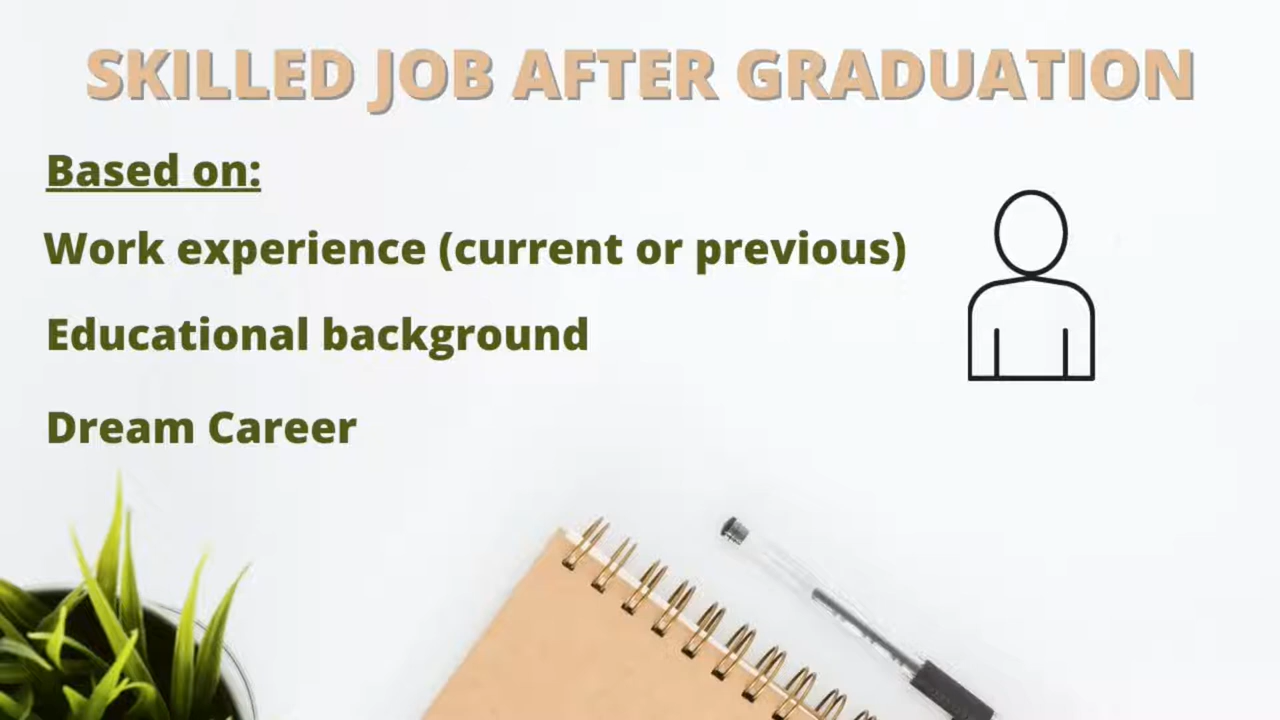 SKILLED JOB AFTER GRADUATION
Based on:
Work experience (current or previous)
Educational background
Dream Career